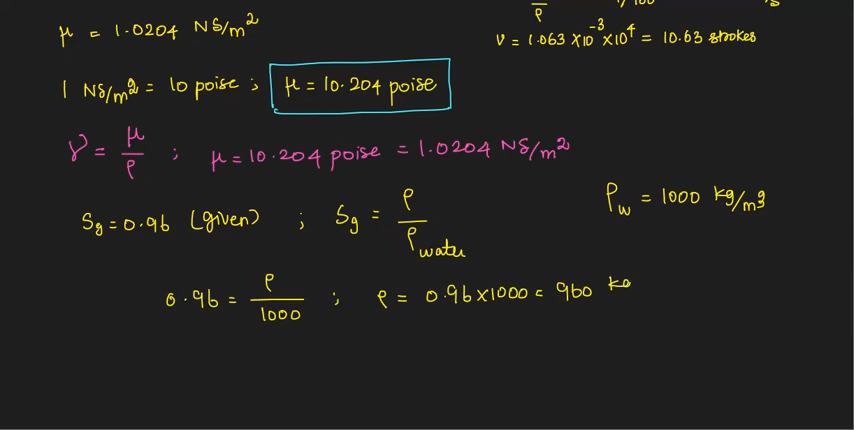 μ = 1.0204 NS/m²
ρ
ν = 1.063 × 10⁻³ × 10⁴ = 10.63 strokes
1 NS/m² = 10 poise ; μ = 10.204 poise
γ = μ/ρ ; μ = 10.204 poise = 1.0204 NS/m²
Sg = 0.96 (given) ; Sg = ρ/ρwater
ρw = 1000 kg/m3
0.96 = ρ/1000 ; ρ = 0.96 × 1000 = 960 kg